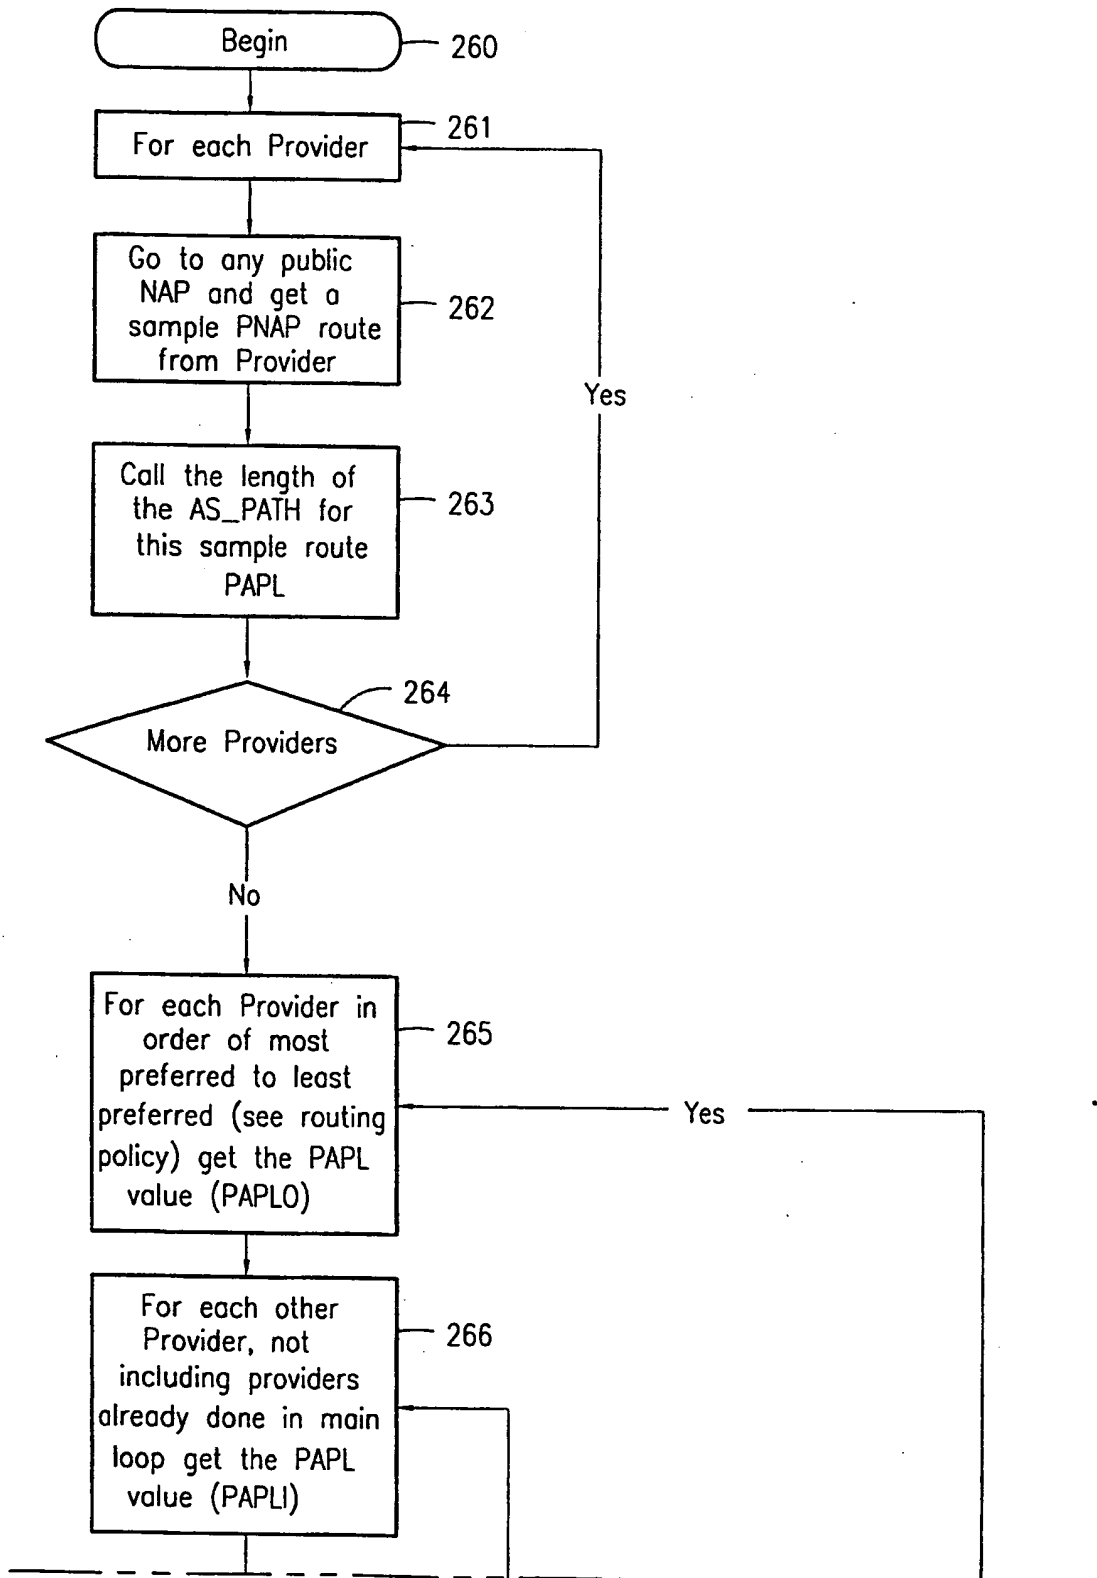 Begin
260
For each Provider
261
Go to any public
NAP and get a
sample PNAP route
from Provider
262
Yes
Call the length of
the AS_PATH for
this sample route
PAPL
263
264
More Providers
No
For each Provider in
order of most
preferred to least
preferred (see routing
policy) get the PAPL
value (PAPLO)
265
Yes
For each other
Provider, not
including providers
already done in main
loop get the PAPL
value (PAPLI)
266